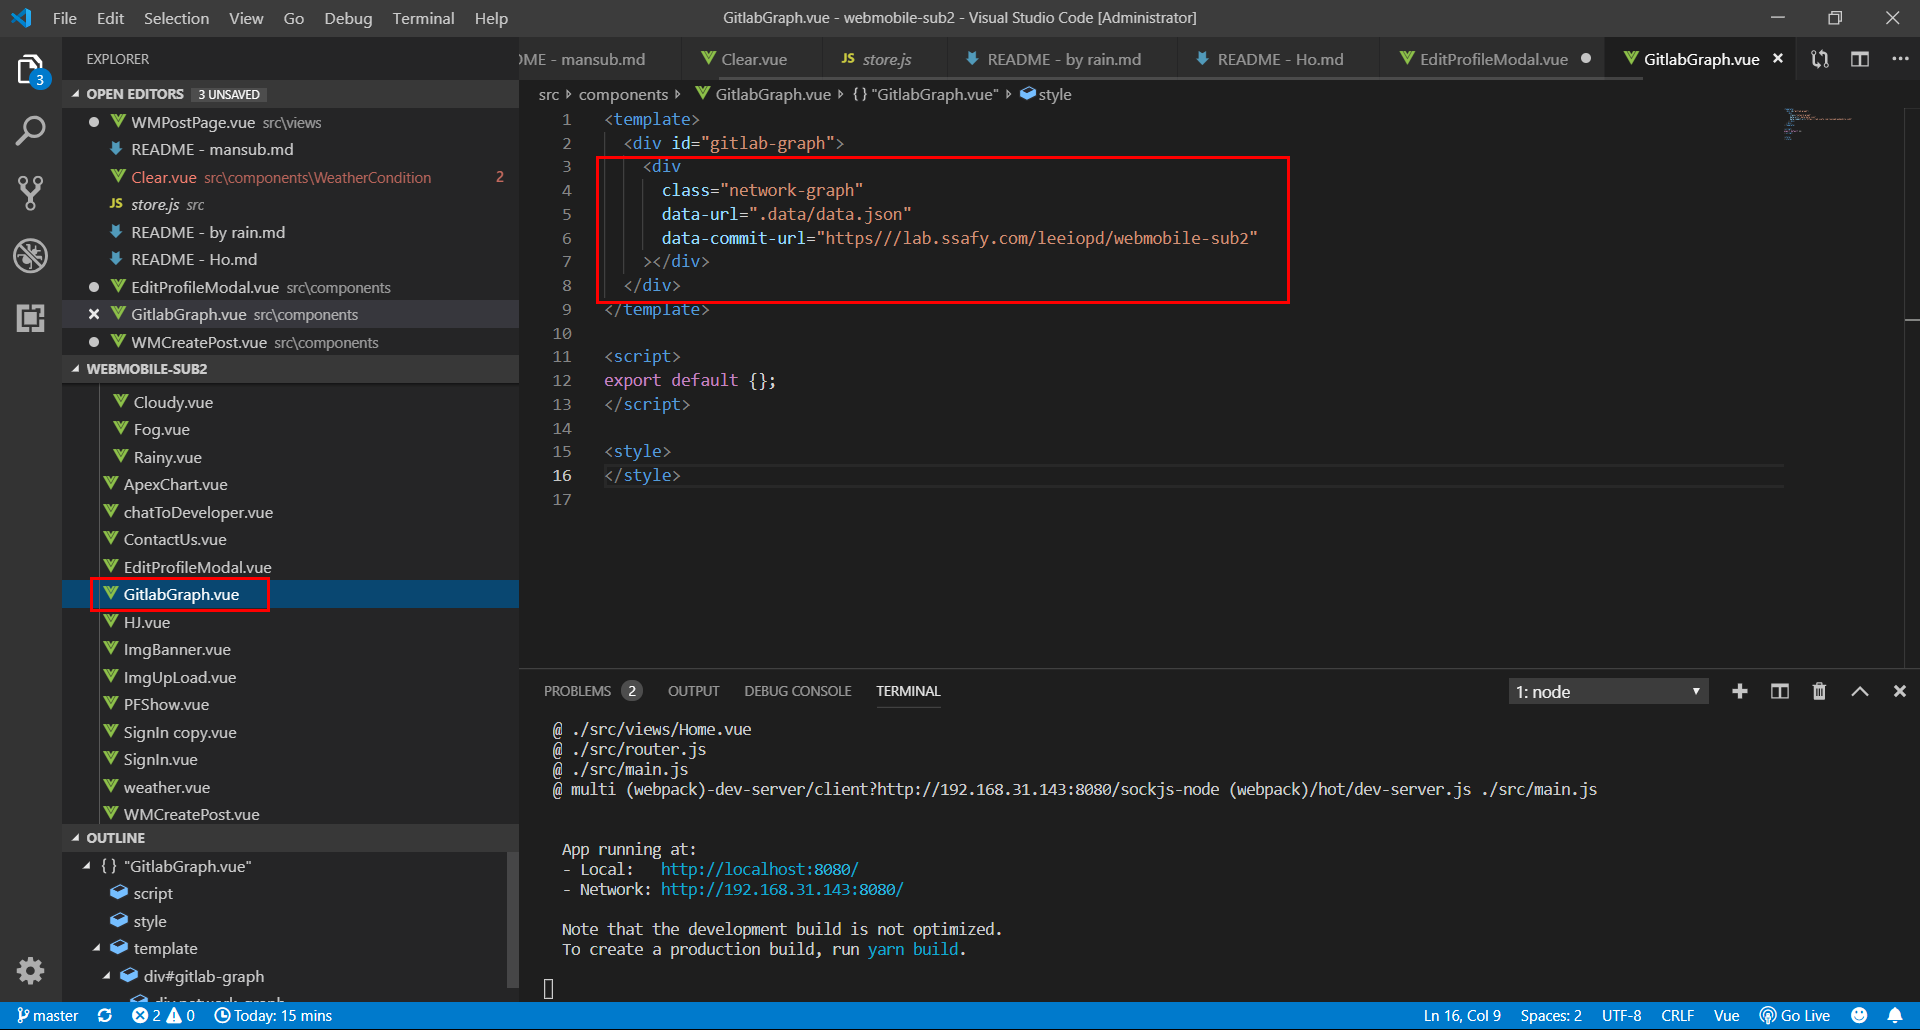 File Edit Selection View Go Debug Terminal Help
GitlabGraph.vue - webmobile-sub2 - Visual Studio Code [Administrator]
3
EXPLORER
OPEN EDITORS 3 UNSAVED
WMPostPage.vue src\views
README - mansub.md
Clear.vue src\components\WeatherCondition 2
JS store.js src
README - by rain.md
README - Ho.md
EditProfileModal.vue src\components
GitlabGraph.vue src\components
WMCreatePost.vue src\components
WEBMOBILE-SUB2
Cloudy.vue
Fog.vue
Rainy.vue
ApexChart.vue
chatToDeveloper.vue
ContactUs.vue
EditProfileModal.vue
GitlabGraph.vue
HJ.vue
ImgBanner.vue
ImgUpLoad.vue
PFShow.vue
SignIn copy.vue
SignIn.vue
weather.vue
WMCreatePost.vue
OUTLINE
{} "GitlabGraph.vue"
script
style
template
div#gitlab-graph
div.network-graph
OME - mansub.md Clear.vue JS store.js README - by rain.md README - Ho.md EditProfileModal.vue GitlabGraph.vue
src components GitlabGraph.vue {} "GitlabGraph.vue" style
1 <template>
2 <div id="gitlab-graph">
3 <div
4 class="network-graph"
5 data-url=".data/data.json"
6 data-commit-url="https///lab.ssafy.com/leeiopd/webmobile-sub2"
7 ></div>
8 </div>
9 </template>
10
11 <script>
12 export default {};
13 </script>
14
15 <style>
16 </style>
17
PROBLEMS 2 OUTPUT DEBUG CONSOLE TERMINAL 1: node
@ ./src/views/Home.vue
@ ./src/router.js
@ ./src/main.js
@ multi (webpack)-dev-server/client?http://192.168.31.143:8080/sockjs-node (webpack)/hot/dev-server.js ./src/main.js
App running at:
- Local: http://localhost:8080/
- Network: http://192.168.31.143:8080/
Note that the development build is not optimized.
To create a production build, run yarn build.
master 2 0 Today: 15 mins Ln 16, Col 9 Spaces: 2 UTF-8 CRLF Vue Go Live